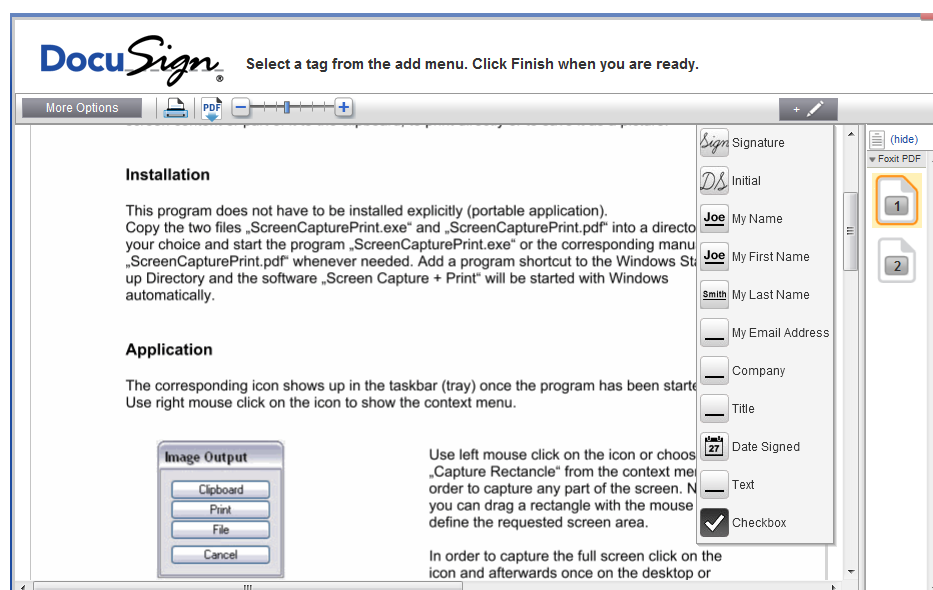 DocuSign®
Select a tag from the add menu. Click Finish when you are ready.
More Options
PDF
Installation
This program does not have to be installed explicitly (portable application).
Copy the two files „ScreenCapturePrint.exe“ and „ScreenCapturePrint.pdf“ into a directo
your choice and start the program „ScreenCapturePrint.exe“ or the corresponding manu
„ScreenCapturePrint.pdf“ whenever needed. Add a program shortcut to the Windows Sta
up Directory and the software „Screen Capture + Print“ will be started with Windows
automatically.
Application
The corresponding icon shows up in the taskbar (tray) once the program has been starte
Use right mouse click on the icon to show the context menu.
Image Output
Clipboard
Print
File
Cancel
Use left mouse click on the icon or choos
„Capture Rectangle“ from the context me
order to capture any part of the screen. N
you can drag a rectangle with the mouse
define the requested screen area.
In order to capture the full screen click on the
icon and afterwards once on the desktop or
Sign Signature
DS Initial
Joe My Name
Joe My First Name
Smith My Last Name
My Email Address
Company
Title
27 Date Signed
Text
Checkbox
(hide)
Foxit PDF
1
2